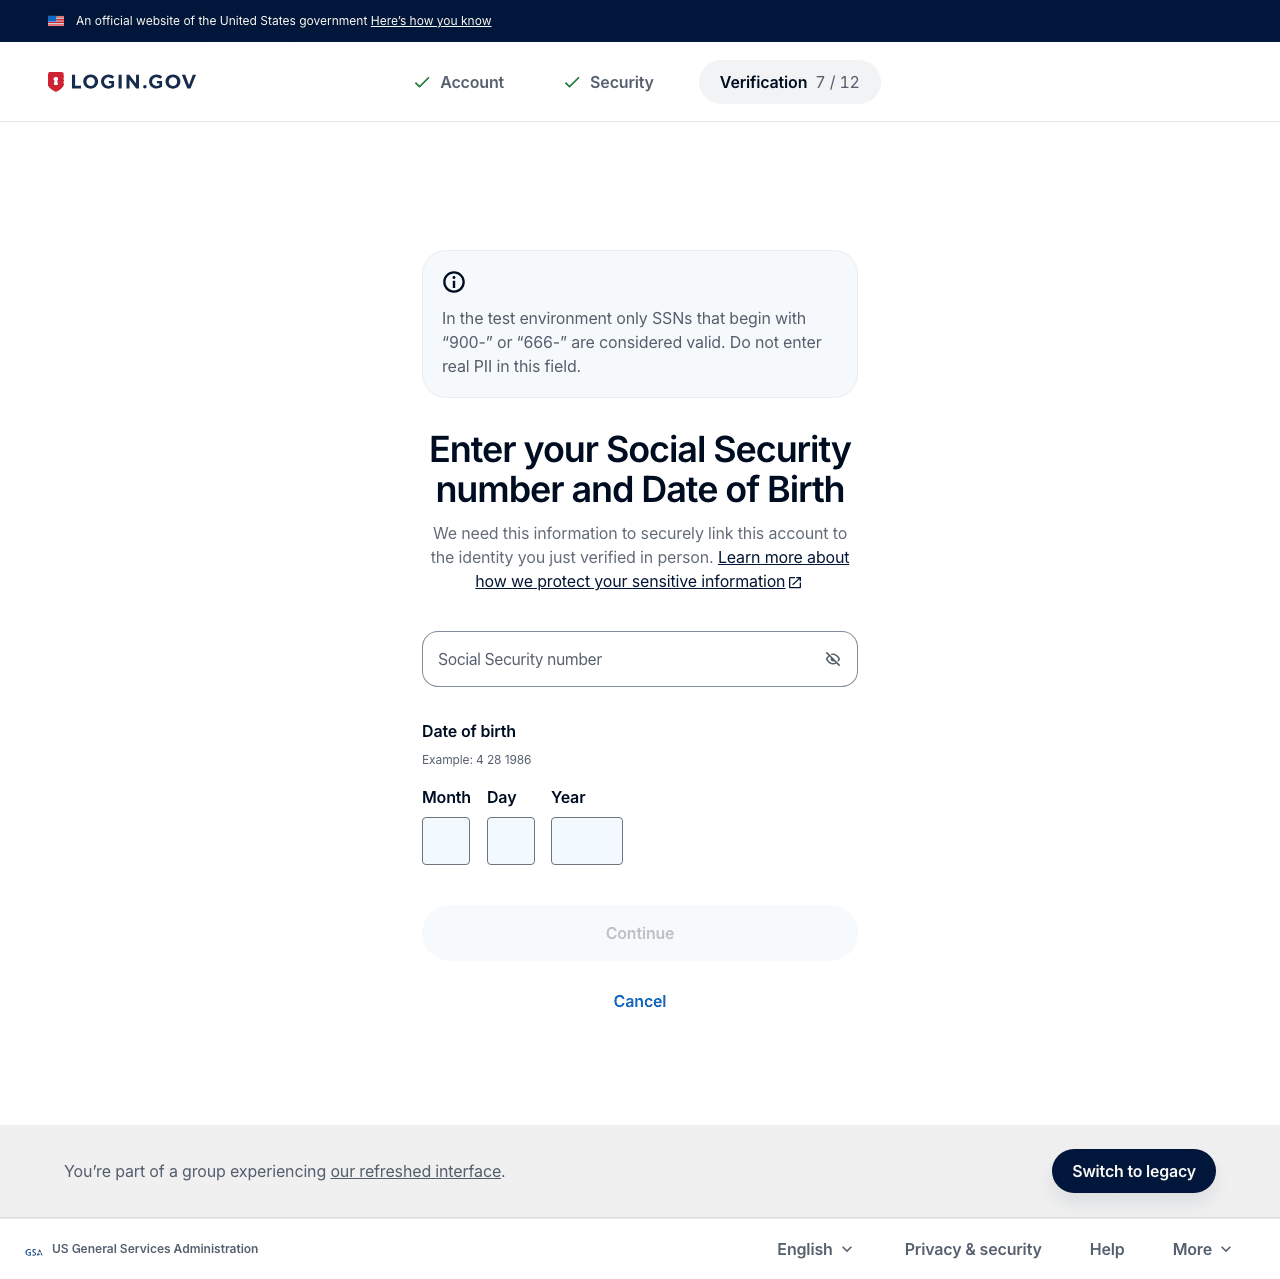 An official website of the United States government Here’s how you know
LOGIN.GOV
Account
Security
Verification 7 / 12
In the test environment only SSNs that begin with
“900-” or “666-” are considered valid. Do not enter
real PII in this field.
Enter your Social Security
number and Date of Birth
We need this information to securely link this account to
the identity you just verified in person. Learn more about
how we protect your sensitive information
Social Security number
Date of birth
Example: 4 28 1986
Month Day Year
Continue
Cancel
You’re part of a group experiencing our refreshed interface.
Switch to legacy
GSA US General Services Administration
English
Privacy & security
Help
More